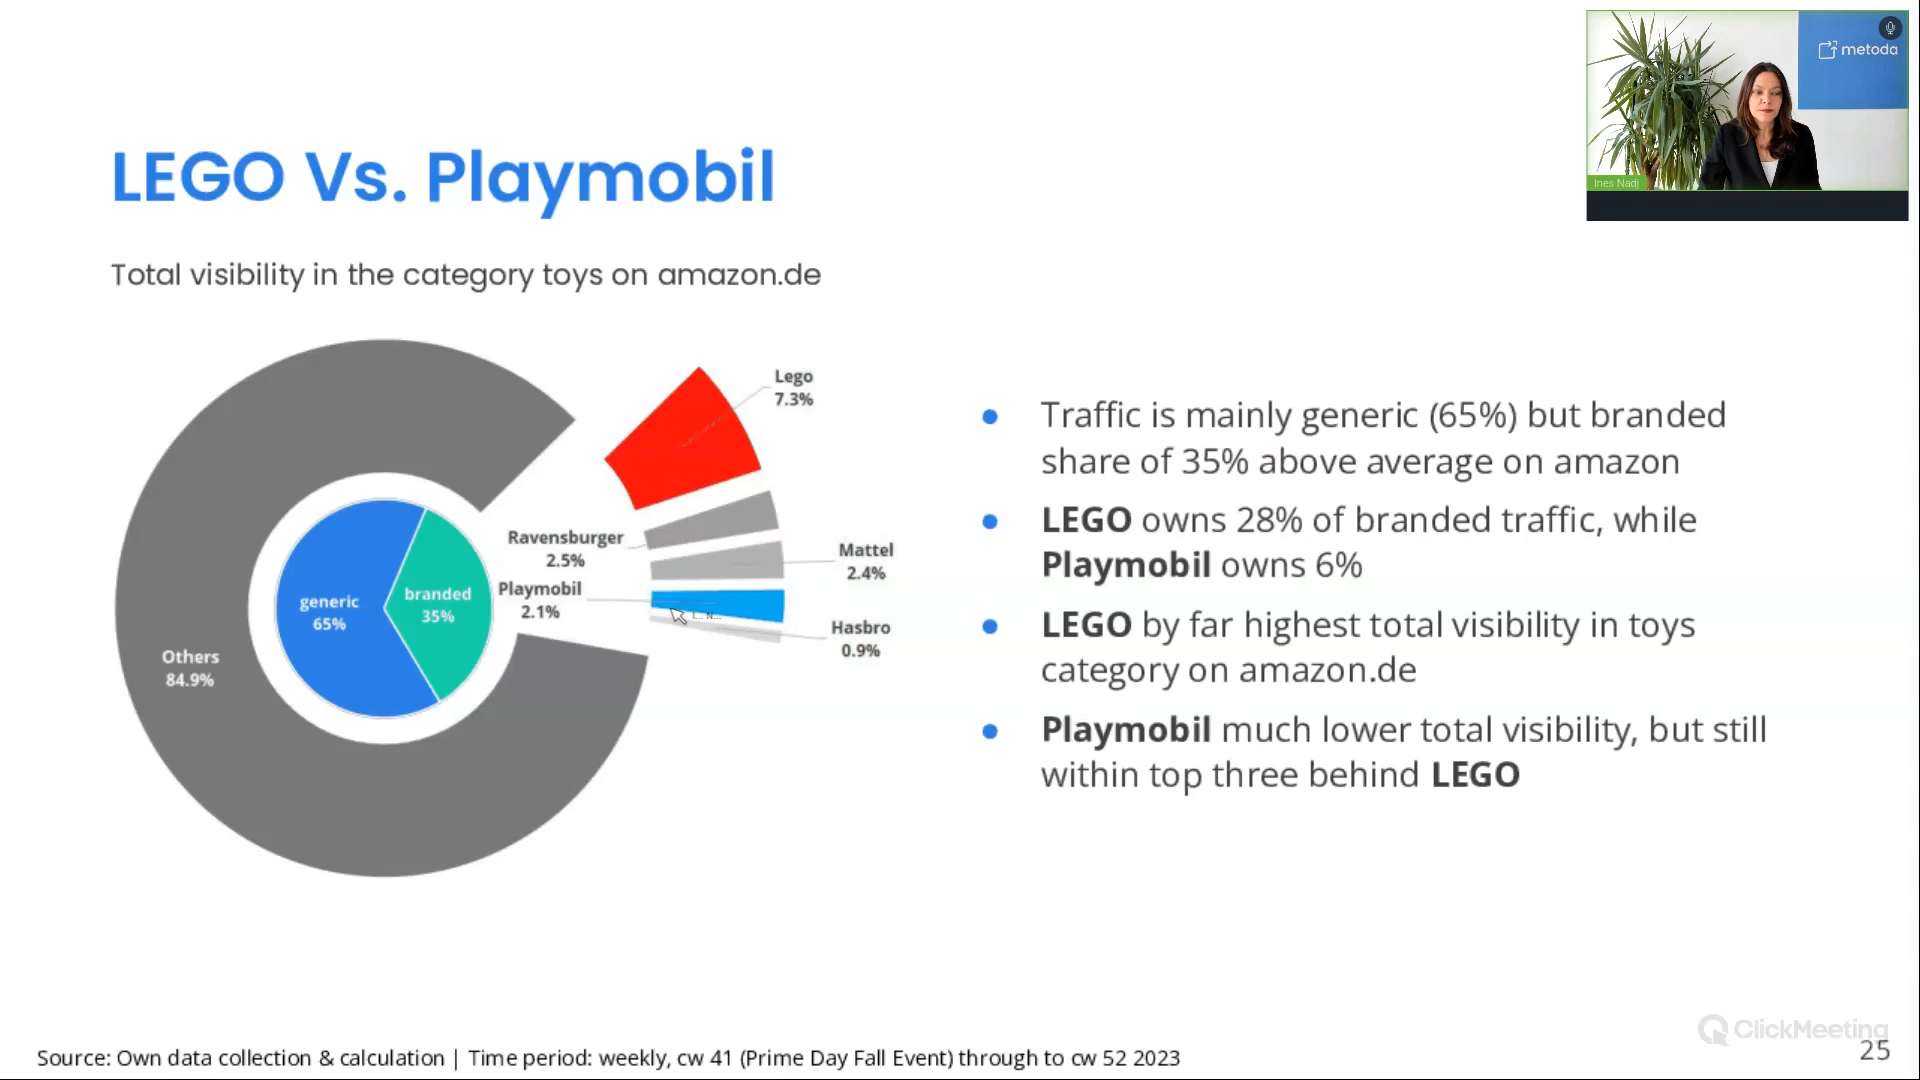 metoda
Ines Nadj
LEGO Vs. Playmobil
Total visibility in the category toys on amazon.de
Lego
7.3%
Ravensburger
2.5%
Mattel
2.4%
Playmobil
2.1%
Hasbro
0.9%
generic
65%
branded
35%
Others
84.9%
Traffic is mainly generic (65%) but branded
share of 35% above average on amazon
LEGO owns 28% of branded traffic, while
Playmobil owns 6%
LEGO by far highest total visibility in toys
category on amazon.de
Playmobil much lower total visibility, but still
within top three behind LEGO
ClickMeeting
Source: Own data collection & calculation | Time period: weekly, cw 41 (Prime Day Fall Event) through to cw 52 2023
25